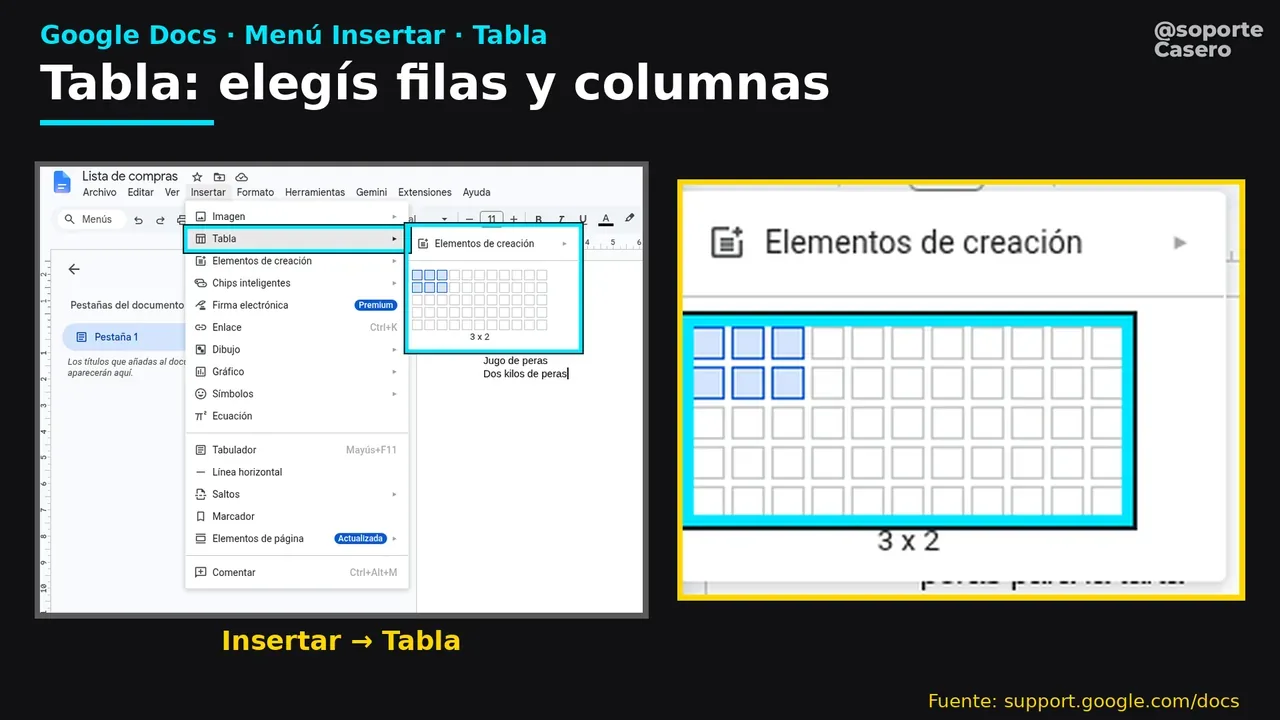 Google Docs · Menú Insertar · Tabla
@soporte
Casero
Tabla: elegís filas y columnas
Lista de compras
Archivo Editar Ver Insertar Formato Herramientas Gemini Extensiones Ayuda
Menús
11
B I U A
Imagen
Tabla
Elementos de creación
Chips inteligentes
Firma electrónica Premium
Enlace Ctrl+K
Dibujo
Gráfico
Símbolos
Ecuación
Tabulador Mayús+F11
Línea horizontal
Saltos
Marcador
Elementos de página Actualizada
Comentar Ctrl+Alt+M
Pestañas del documento
Pestaña 1
Los títulos que añadas al
aparecerán aquí.
Elementos de creación
3 x 2
4 5 6
Jugo de peras
Dos kilos de peras
Elementos de creación
3 x 2
Insertar → Tabla
Fuente: support.google.com/docs